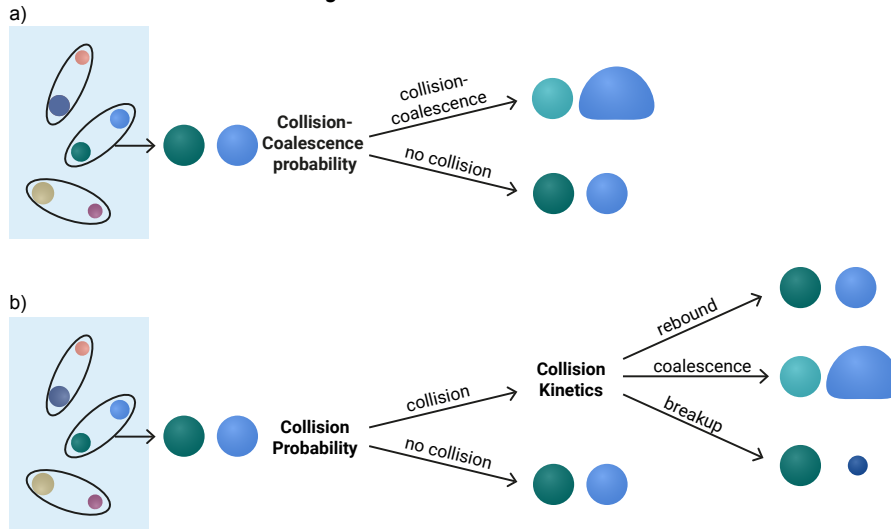 a)
Collision-
Coalescence
probability
collision-
coalescence
no collision
b)
Collision
Probability
collision
no collision
Collision
Kinetics
rebound
coalescence
breakup